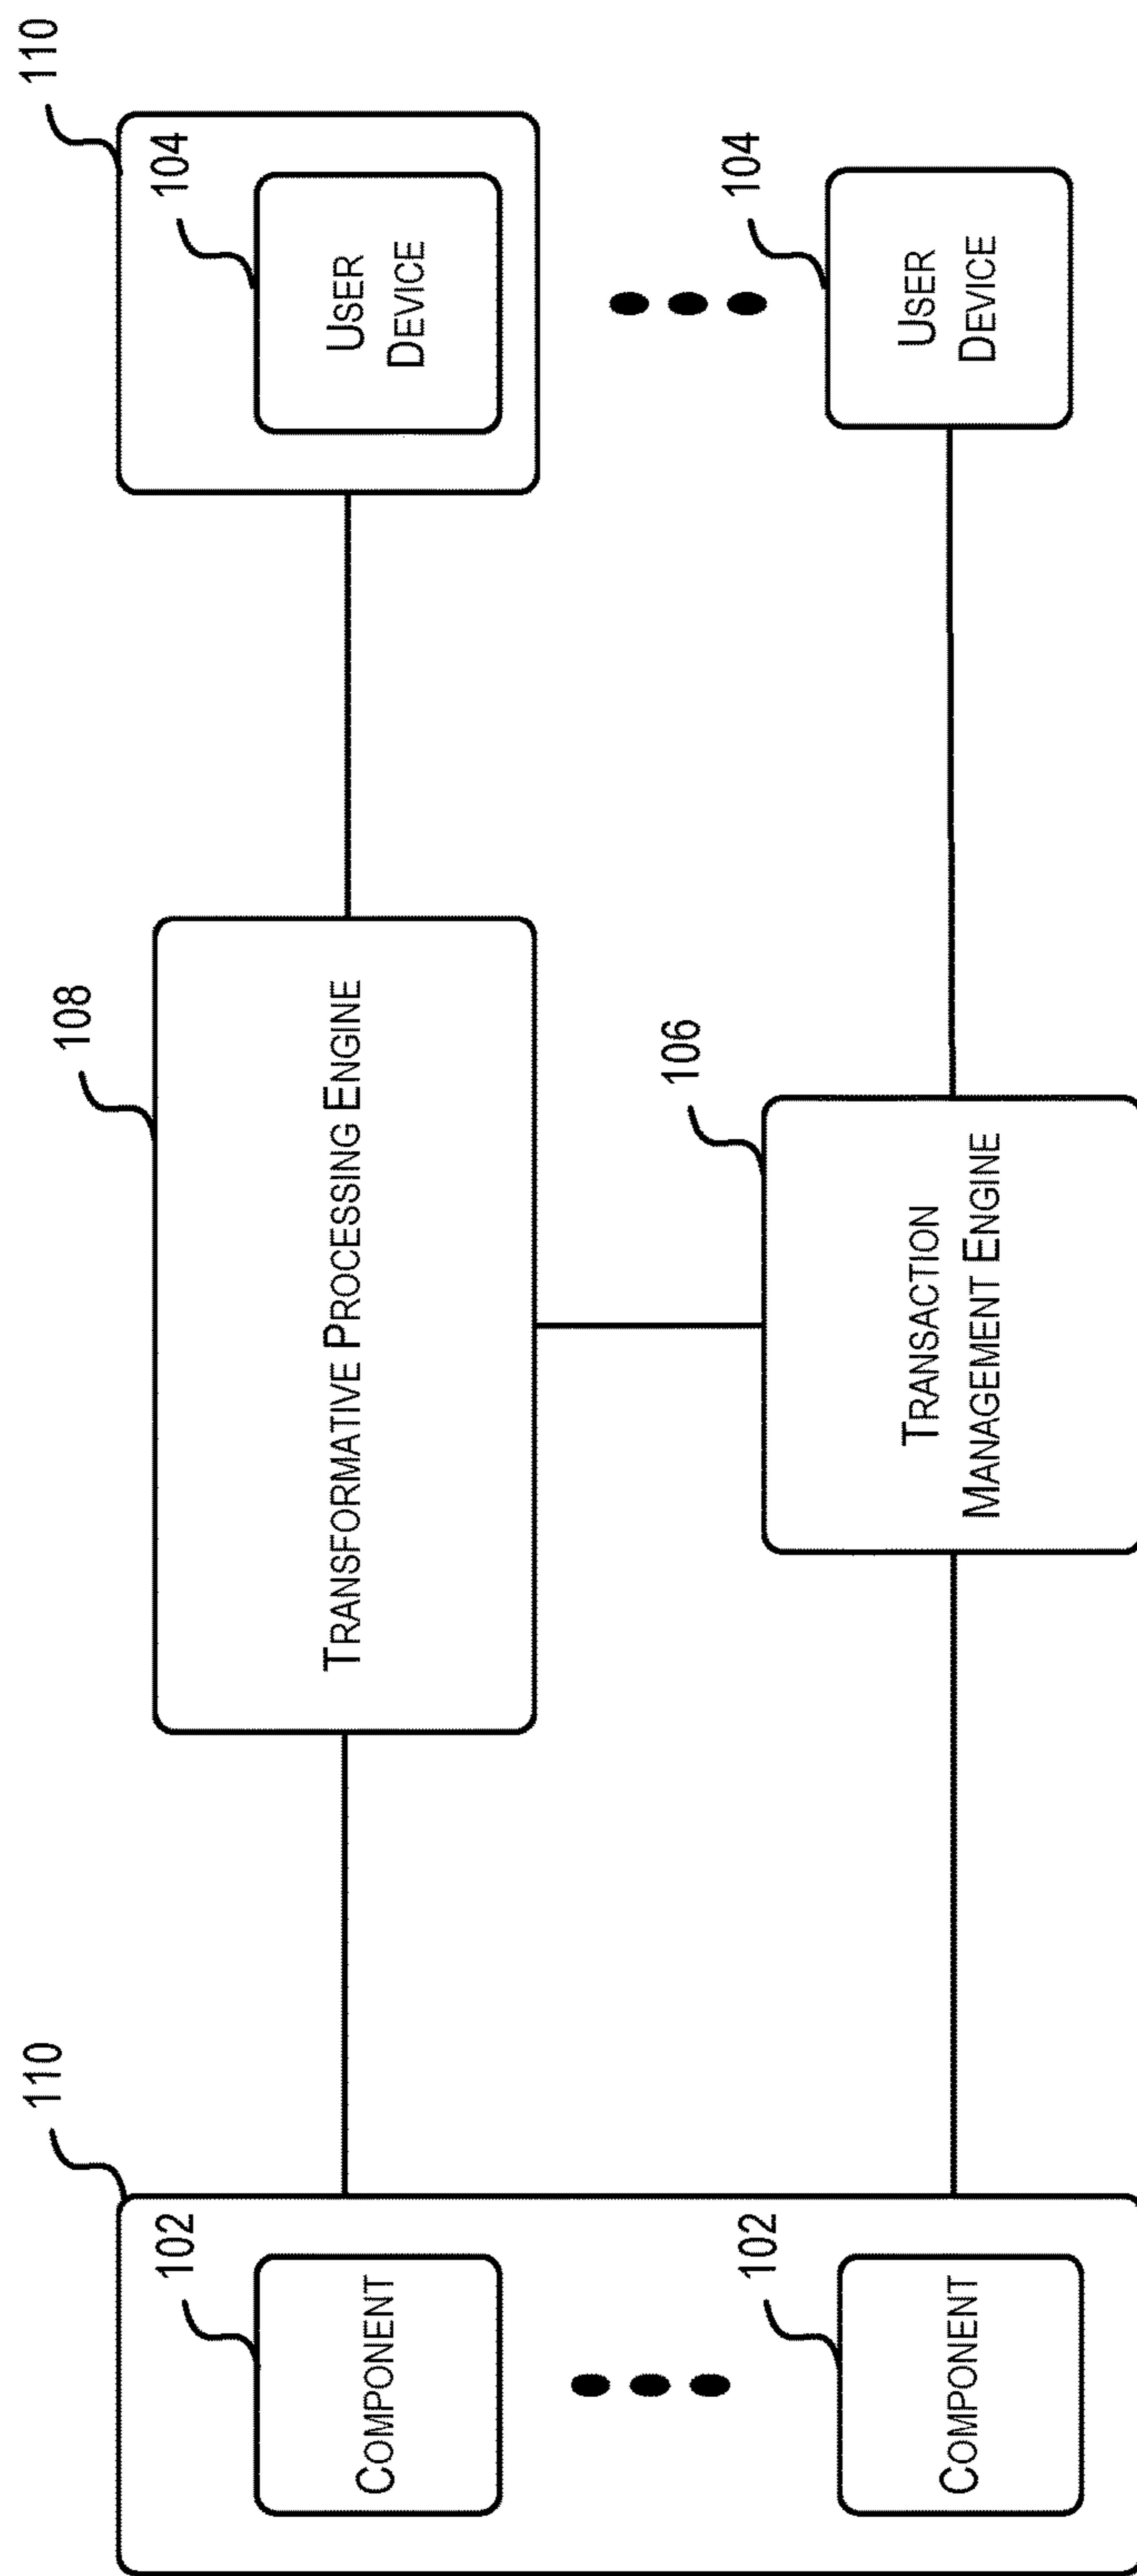 110
110
108
102
104
COMPONENT
TRANSFORMATIVE PROCESSING ENGINE
USER
DEVICE
106
102
104
COMPONENT
TRANSACTION
MANAGEMENT ENGINE
USER
DEVICE